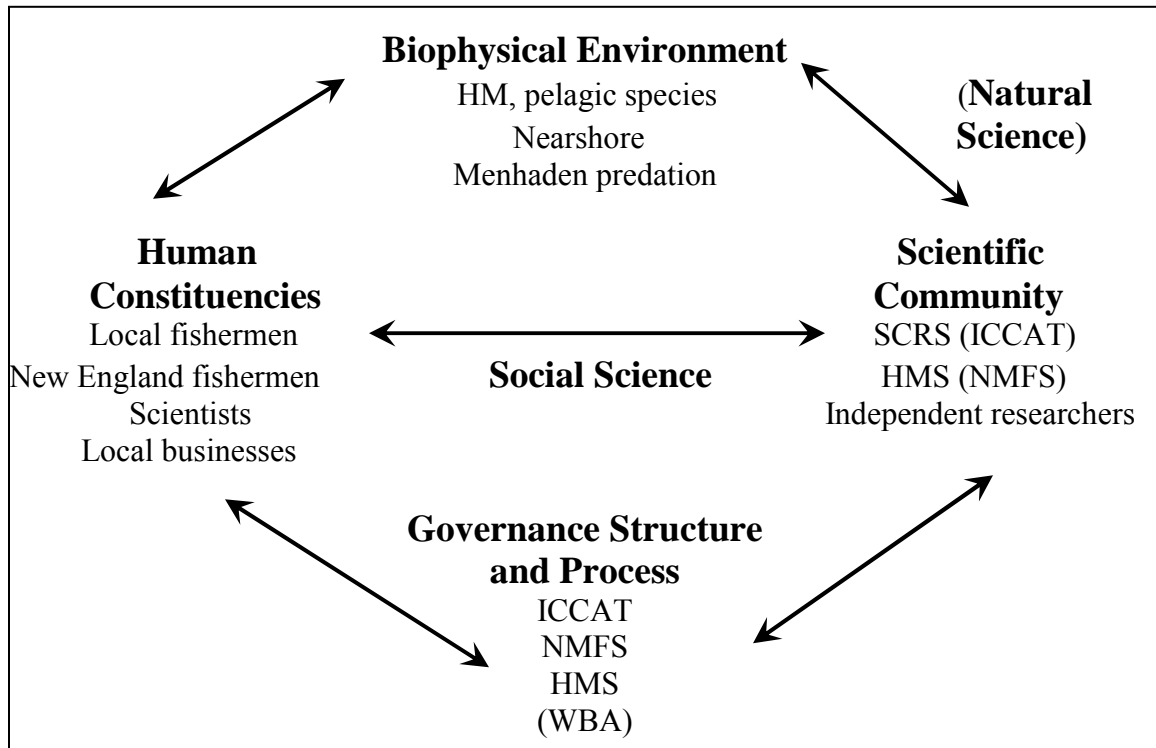 Biophysical Environment
HM, pelagic species
Nearshore
Menhaden predation
(Natural
Science)
Human
Constituencies
Local fishermen
New England fishermen
Scientists
Local businesses
Social Science
Scientific
Community
SCRS (ICCAT)
HMS (NMFS)
Independent researchers
Governance Structure
and Process
ICCAT
NMFS
HMS
(WBA)